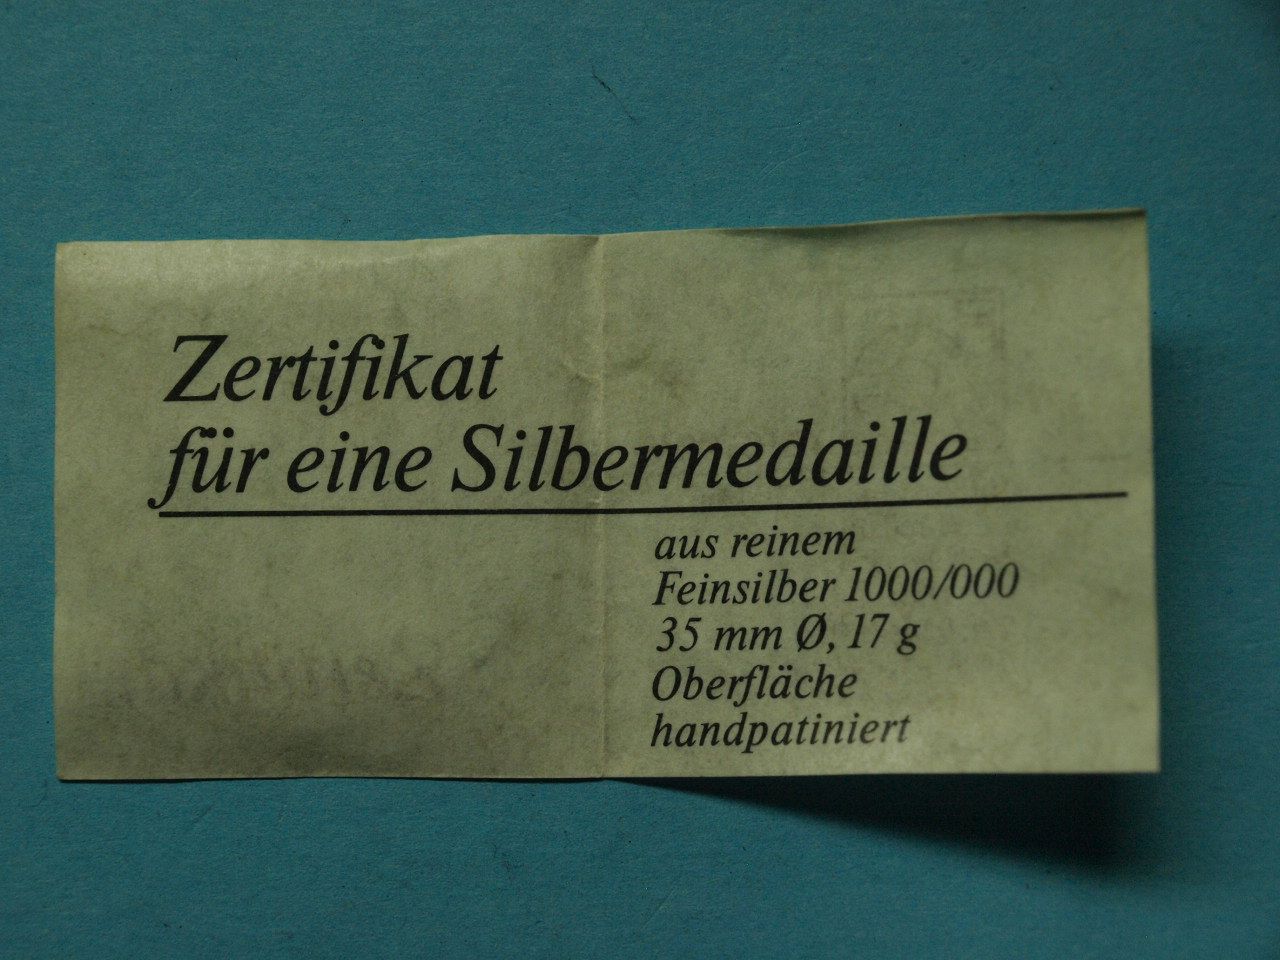 Zertifikat
für eine Silbermedaille
aus reinem
Feinsilber 1000/000
35 mm Ø, 17 g
Oberfläche
handpatiniert